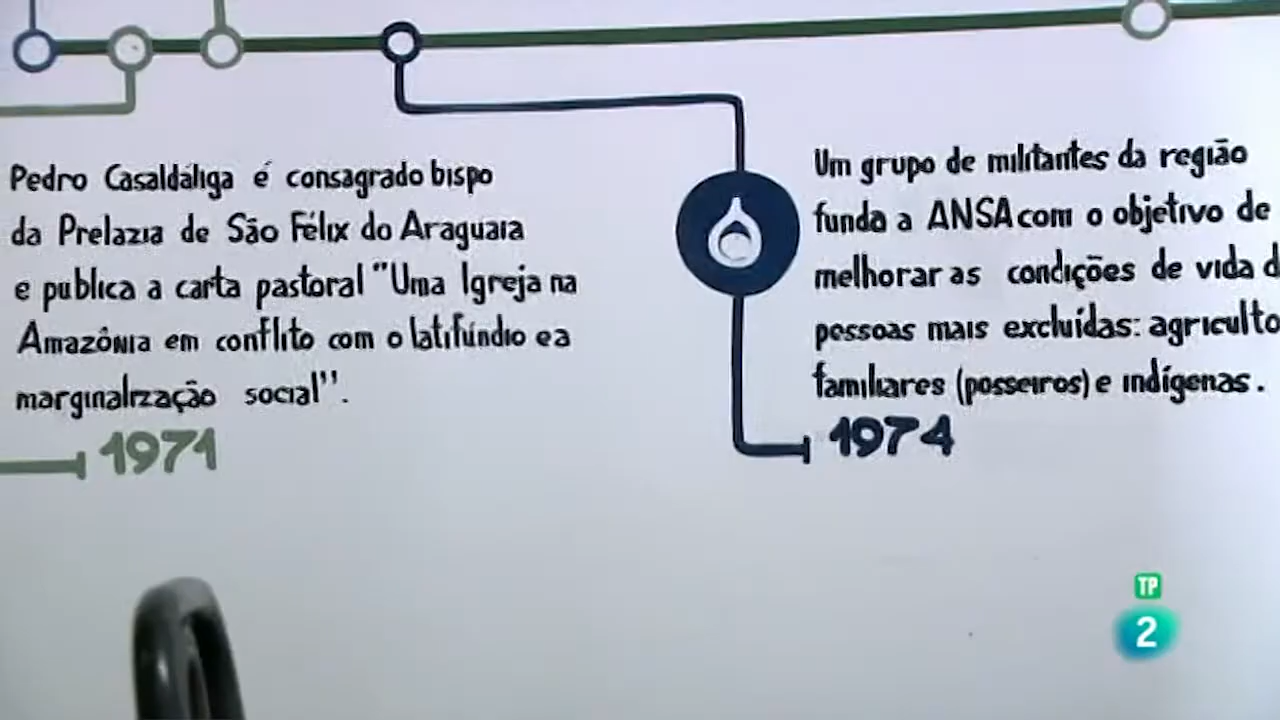 Pedro Casaldáliga é consagrado bispo
da Prelazia de São Félix do Araguaia
e publica a carta pastoral "Uma Igreja na
Amazônia em conflito com o latifúndio e a
marginalização social".
1971
Um grupo de militantes da região
funda a ANSA com o objetivo de
melhorar as condições de vida d
pessoas mais excluídas: agriculto
familiares (posseiros) e indígenas.
1974
TP
2